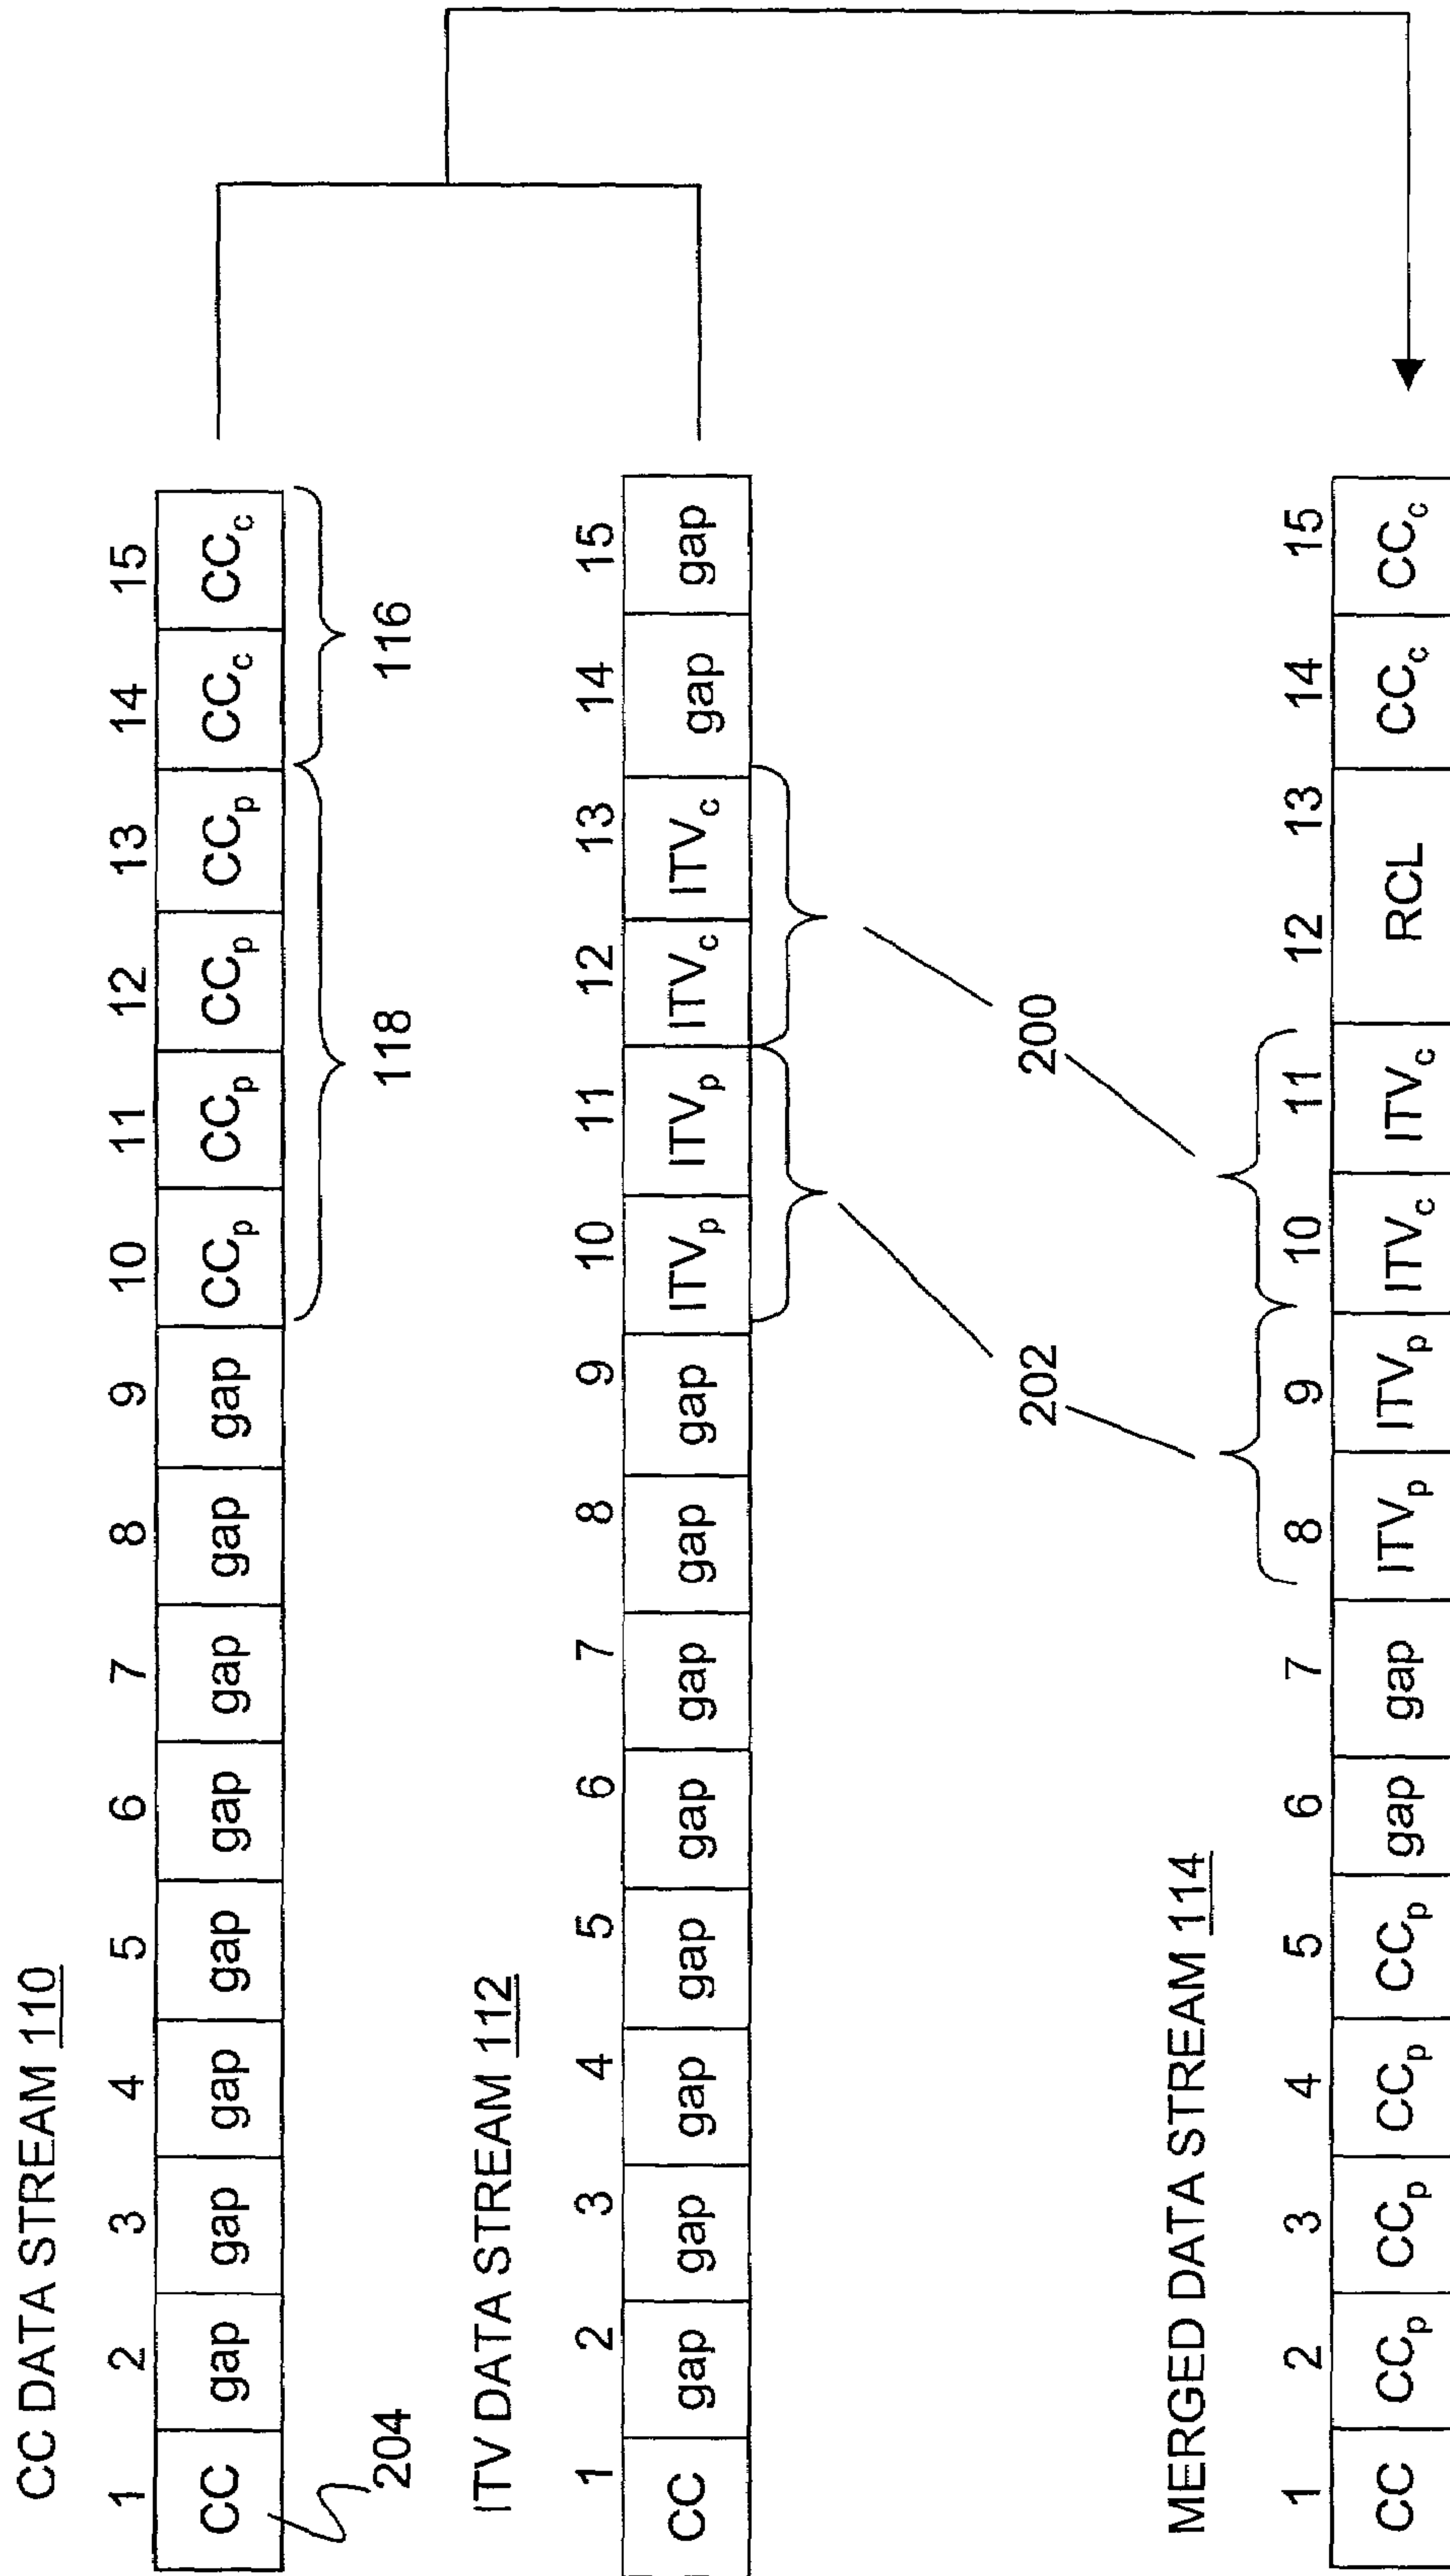 CC DATA STREAM 110
1 2 3 4 5 6 7 8 9 10 11 12 13 14 15
CC gap gap gap gap gap gap gap gap CCp CCp CCp CCp CCc CCc
204 118 116
ITV DATA STREAM 112
1 2 3 4 5 6 7 8 9 10 11 12 13 14 15
CC gap gap gap gap gap gap gap gap ITVp ITVp ITVc ITVc gap gap
202 200
MERGED DATA STREAM 114
1 2 3 4 5 6 7 8 9 10 11 12 13 14 15
CC CCp CCp CCp CCp gap gap ITVp ITVp ITVc ITVc RCL CCc CCc